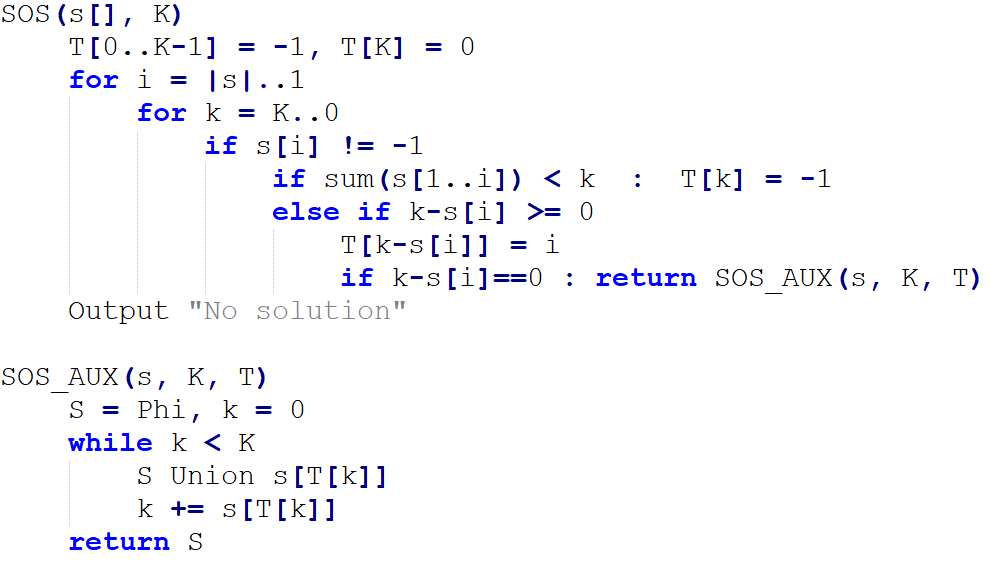 SOS(s[], K)
    T[0..K-1] = -1, T[K] = 0
    for i = |s|..1
        for k = K..0
            if s[i] != -1
                if sum(s[1..i]) < k  :  T[k] = -1
                else if k-s[i] >= 0
                    T[k-s[i]] = i
                    if k-s[i]==0 : return SOS_AUX(s, K, T)
    Output "No solution"

SOS_AUX(s, K, T)
    S = Phi, k = 0
    while k < K
        S Union s[T[k]]
        k += s[T[k]]
    return S